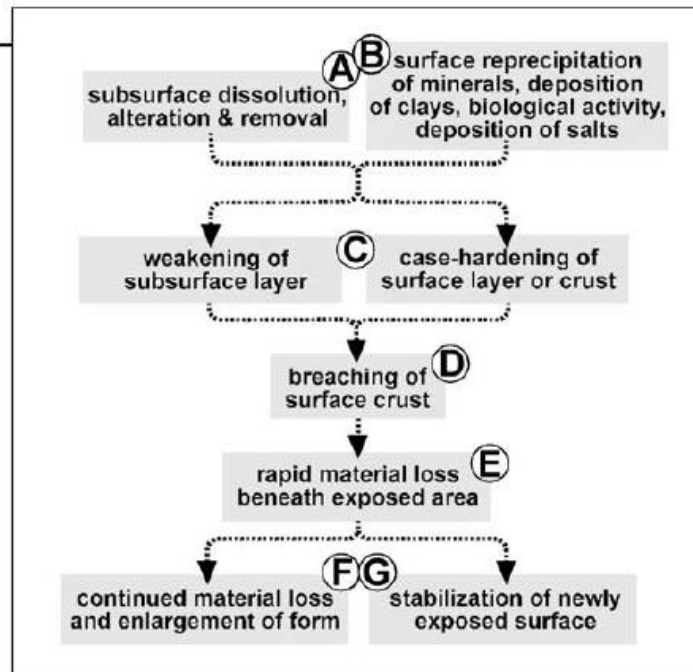 A
B
subsurface dissolution,
alteration & removal
surface reprecipitation
of minerals, deposition
of clays, biological activity,
deposition of salts
weakening of
subsurface layer
C
case-hardening of
surface layer or crust
D
breaching of
surface crust
E
rapid material loss
beneath exposed area
F
G
continued material loss
and enlargement of form
stabilization of newly
exposed surface